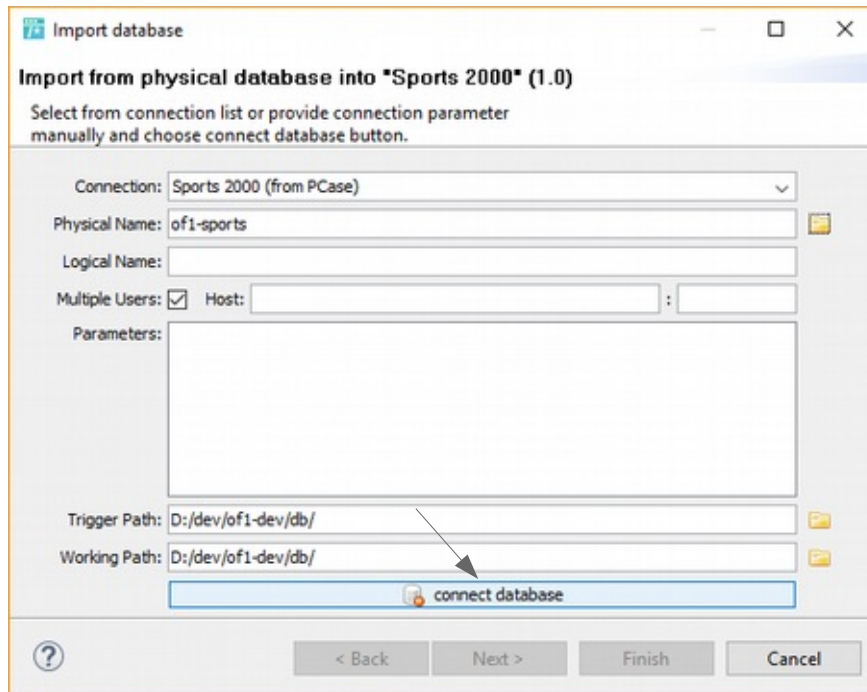 Import database
Import from physical database into "Sports 2000" (1.0)
Select from connection list or provide connection parameter
manually and choose connect database button.
Connection: Sports 2000 (from PCase)
Physical Name: of1-sports
Logical Name:
Multiple Users: Host: :
Parameters:
Trigger Path: D:/dev/of1-dev/db/
Working Path: D:/dev/of1-dev/db/
connect database
? < Back Next > Finish Cancel